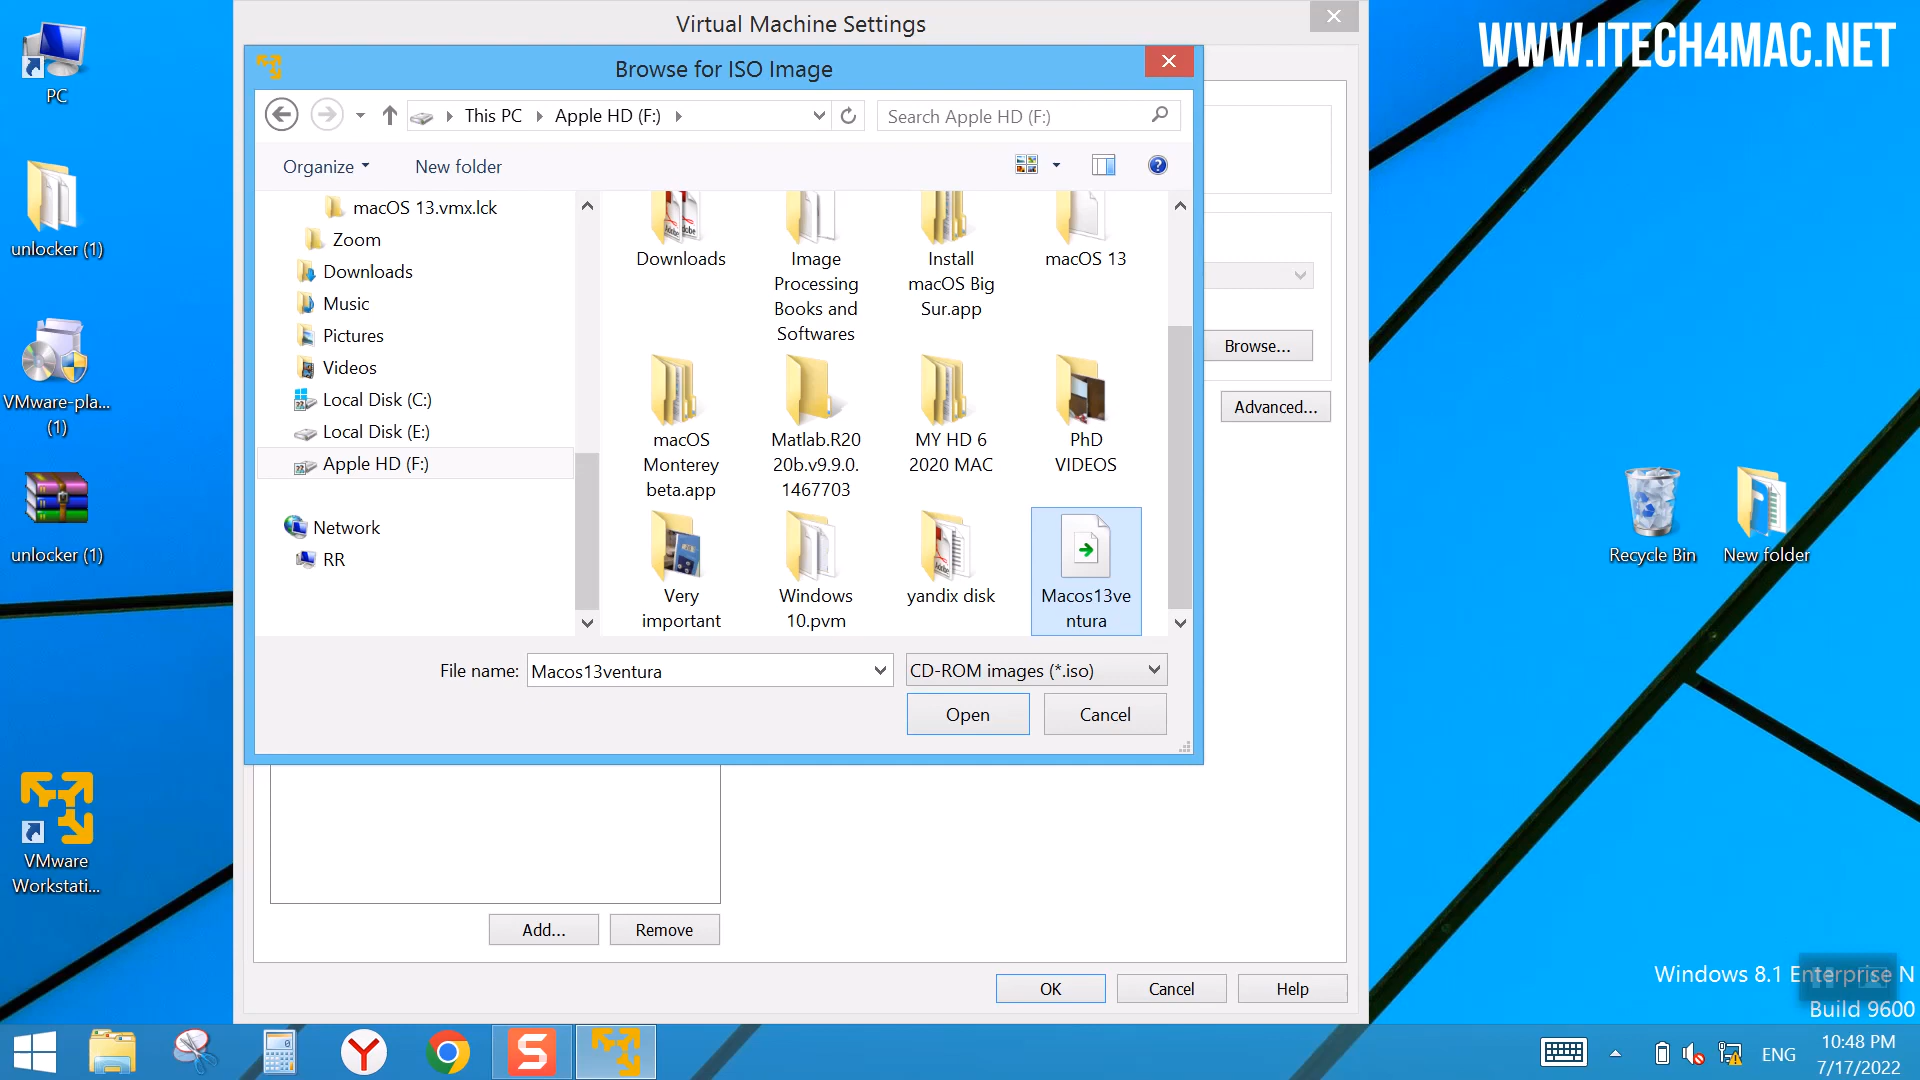 Virtual Machine Settings
WWW.ITECH4MAC.NET
Browse for ISO Image
This PC
Apple HD (F:)
Search Apple HD (F:)
Organize
New folder
macOS 13.vmx.lck
Zoom
Downloads
Music
Pictures
Videos
Local Disk (C:)
Local Disk (E:)
Apple HD (F:)
Network
RR
Downloads
Image
Processing
Books and
Softwares
Install
macOS Big
Sur.app
macOS 13
macOS
Monterey
beta.app
Matlab.R20
20b.v9.9.0.
1467703
MY HD 6
2020 MAC
PhD
VIDEOS
Very
important
Windows
10.pvm
yandix disk
Macos13ve
ntura
File name:
Macos13ventura
CD-ROM images (*.iso)
Open
Cancel
Browse...
Advanced...
Add...
Remove
OK
Cancel
Help
PC
unlocker (1)
VMware-pla...
(1)
unlocker (1)
VMware
Workstati...
Recycle Bin
New folder
Windows 8.1 Enterprise N
Build 9600
ENG
10:48 PM
7/17/2022